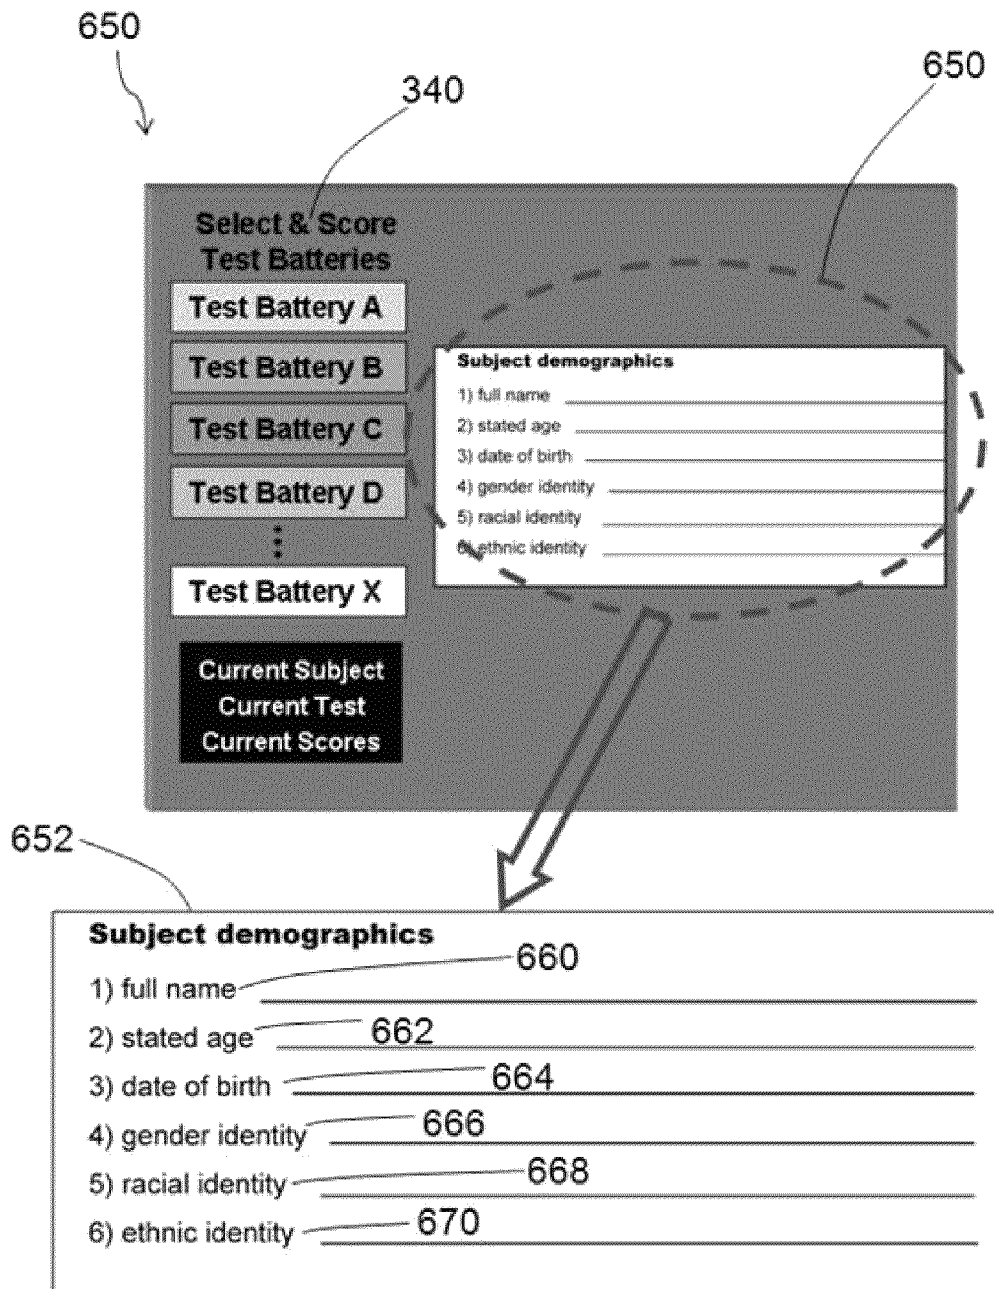 650
340
650
Select & Score
Test Batteries
Test Battery A
Test Battery B
Test Battery C
Test Battery D
Test Battery X
Current Subject
Current Test
Current Scores
Subject demographics
1) full name
2) stated age
3) date of birth
4) gender identity
5) racial identity
6) ethnic identity
652
Subject demographics
1) full name 660
2) stated age 662
3) date of birth 664
4) gender identity 666
5) racial identity 668
6) ethnic identity 670